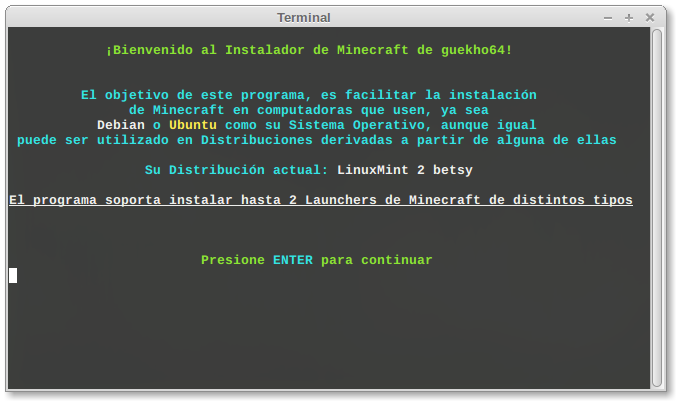 Terminal
¡Bienvenido al Instalador de Minecraft de guekho64!
El objetivo de este programa, es facilitar la instalación
de Minecraft en computadoras que usen, ya sea
Debian o Ubuntu como su Sistema Operativo, aunque igual
puede ser utilizado en Distribuciones derivadas a partir de alguna de ellas
Su Distribución actual: LinuxMint 2 betsy
El programa soporta instalar hasta 2 Launchers de Minecraft de distintos tipos
Presione ENTER para continuar